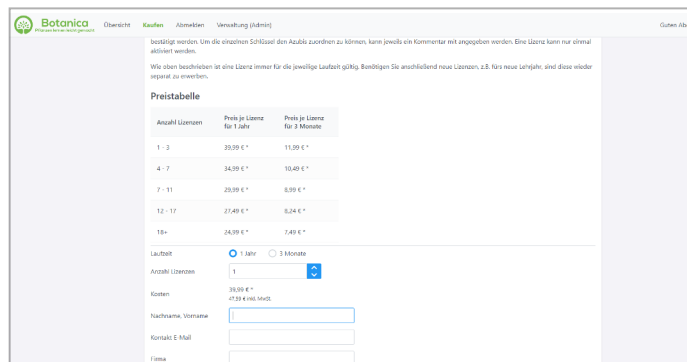 Botanica
Pflanzen lernen leicht gemacht
Übersicht
Kaufen
Abmelden
Verwaltung (Admin)
Gutes Abo
bestätigt werden. Um die einzelnen Schlüssel den Azubis zuordnen zu können, kann jeweils ein Kommentar mit angegeben werden. Eine Lizenz kann nur einmal
aktiviert werden.
Wie oben beschrieben ist eine Lizenz immer für die jeweilige Laufzeit gültig. Benötigen Sie anschließend neue Lizenzen, z.B. fürs neue Lehrjahr, sind diese wieder
separat zu erwerben.
Preistabelle
Anzahl Lizenzen
Preis je Lizenz
für 1 Jahr
Preis je Lizenz
für 3 Monate
1 - 3 39,99 € * 11,99 € *
4 - 7 34,99 € * 10,49 € *
7 - 11 29,99 € * 8,99 € *
12 - 17 27,49 € * 8,24 € *
18+ 24,99 € * 7,49 € *
Laufzeit 1 Jahr 3 Monate
Anzahl Lizenzen 1
Kosten 39,99 € *
47,59 € inkl. MwSt.
Nachname, Vorname
Kontakt E-Mail
Firma